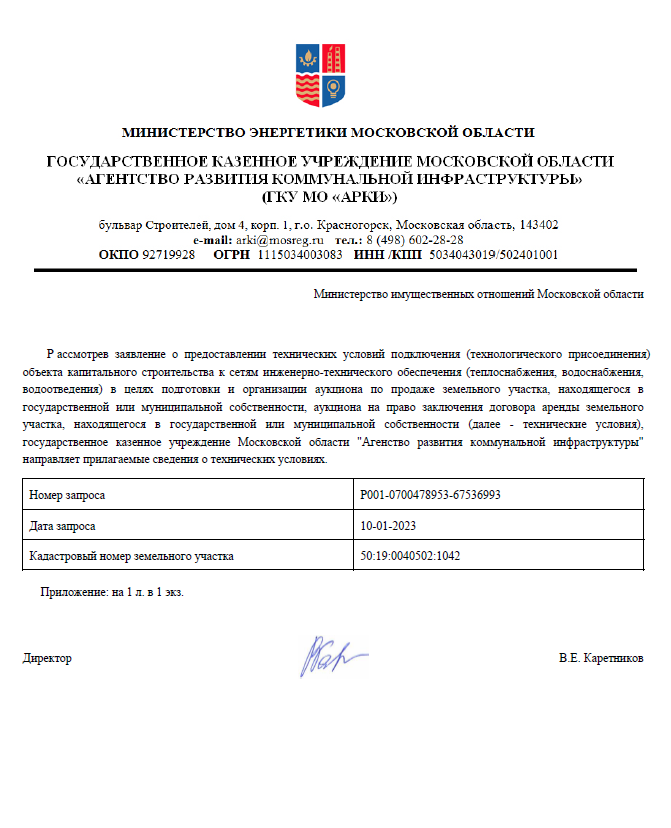 МИНИСТЕРСТВО ЭНЕРГЕТИКИ МОСКОВСКОЙ ОБЛАСТИ
ГОСУДАРСТВЕННОЕ КАЗЕННОЕ УЧРЕЖДЕНИЕ МОСКОВСКОЙ ОБЛАСТИ
«АГЕНТСТВО РАЗВИТИЯ КОММУНАЛЬНОЙ ИНФРАСТРУКТУРЫ»
(ГКУ МО «АРКИ»)
бульвар Строителей, дом 4, корп. 1, г.о. Красногорск, Московская область, 143402
e-mail: arki@mosreg.ru тел.: 8 (498) 602-28-28
ОКПО 92719928 ОГРН 1115034003083 ИНН /КПП 5034043019/502401001
Министерство имущественных отношений Московской области
Р ассмотрев заявление о предоставлении технических условий подключения (технологического присоединения)
объекта капитального строительства к сетям инженерно-технического обеспечения (теплоснабжения, водоснабжения,
водоотведения) в целях подготовки и организации аукциона по продаже земельного участка, находящегося в
государственной или муниципальной собственности, аукциона на право заключения договора аренды земельного
участка, находящегося в государственной или муниципальной собственности (далее - технические условия),
государственное казенное учреждение Московской области "Агенство развития коммунальной инфраструктуры"
направляет прилагаемые сведения о технических условиях.
Номер запроса P001-0700478953-67536993
Дата запроса 10-01-2023
Кадастровый номер земельного участка 50:19:0040502:1042
Приложение: на 1 л. в 1 экз.
Директор В.Е. Каретников